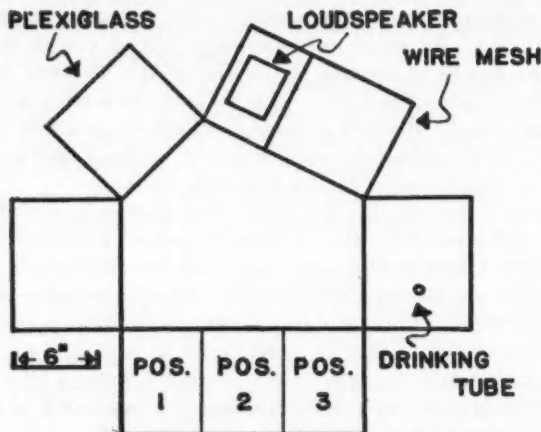 PLEXIGLASS
LOUDSPEAKER
WIRE MESH
6"
POS. POS. POS.
1 2 3
DRINKING
TUBE